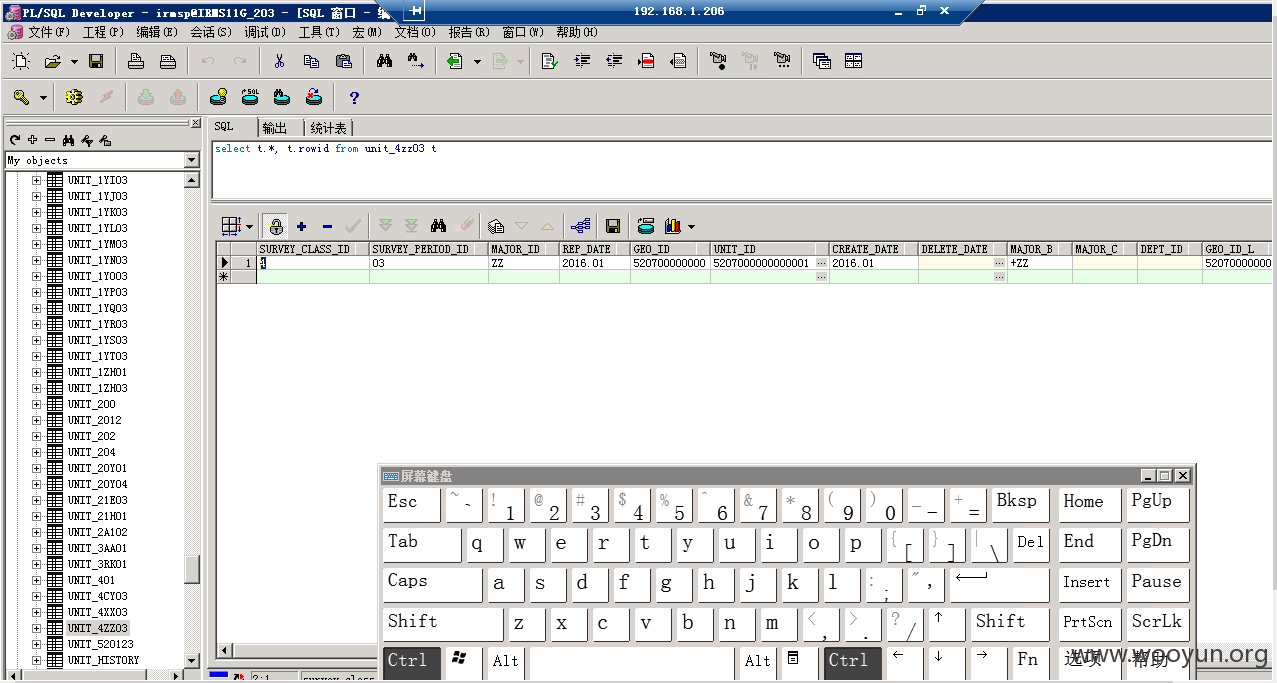 PL/SQL Developer - irmsp@IRMS11G_203 - [SQL 窗口 -
192.168.1.206
文件(F) 工程(P) 编辑(E) 会话(S) 调试(D) 工具(T) 宏(M) 文档(O) 报告(R) 窗口(W) 帮助(H)
SQL 输出 统计表
select t.*, t.rowid from unit_4zz03 t
My objects
UNIT_1YI03
UNIT_1YJ03
UNIT_1YK03
UNIT_1YL03
UNIT_1YM03
UNIT_1YN03
UNIT_1YO03
UNIT_1YP03
UNIT_1YQ03
UNIT_1YR03
UNIT_1YS03
UNIT_1YT03
UNIT_1ZH01
UNIT_1ZH03
UNIT_200
UNIT_2012
UNIT_202
UNIT_204
UNIT_20Y01
UNIT_20Y04
UNIT_21E03
UNIT_21H01
UNIT_2A102
UNIT_3AA01
UNIT_3RK01
UNIT_401
UNIT_4CY03
UNIT_4XX03
UNIT_4ZZ03
UNIT_520123
UNIT_HISTORY
SURVEY_CLASS_ID SURVEY_PERIOD_ID MAJOR_ID REP_DATE GEO_ID UNIT_ID CREATE_DATE DELETE_DATE MAJOR_B MAJOR_C DEPT_ID GEO_ID_L
1 4 03 ZZ 2016.01 520700000000 5207000000000001 ... 2016.01 ... +ZZ 52070000000
... ...
屏幕键盘
Esc ~ ` ! 1 @ 2 # 3 $ 4 % 5 ^ 6 & 7 * 8 ( 9 ) 0 _ - + = Bksp Home PgUp
Tab q w e r t y u i o p { [ } ] | \ Del End PgDn
Caps a s d f g h j k l : ; " ' Insert Pause
Shift z x c v b n m < , > . ? / ↑ Shift PrtScn ScrLk
Ctrl Alt Alt Ctrl ← ↓ → Fn 选项 帮助
www.wooyun.org
2:1 survey_class